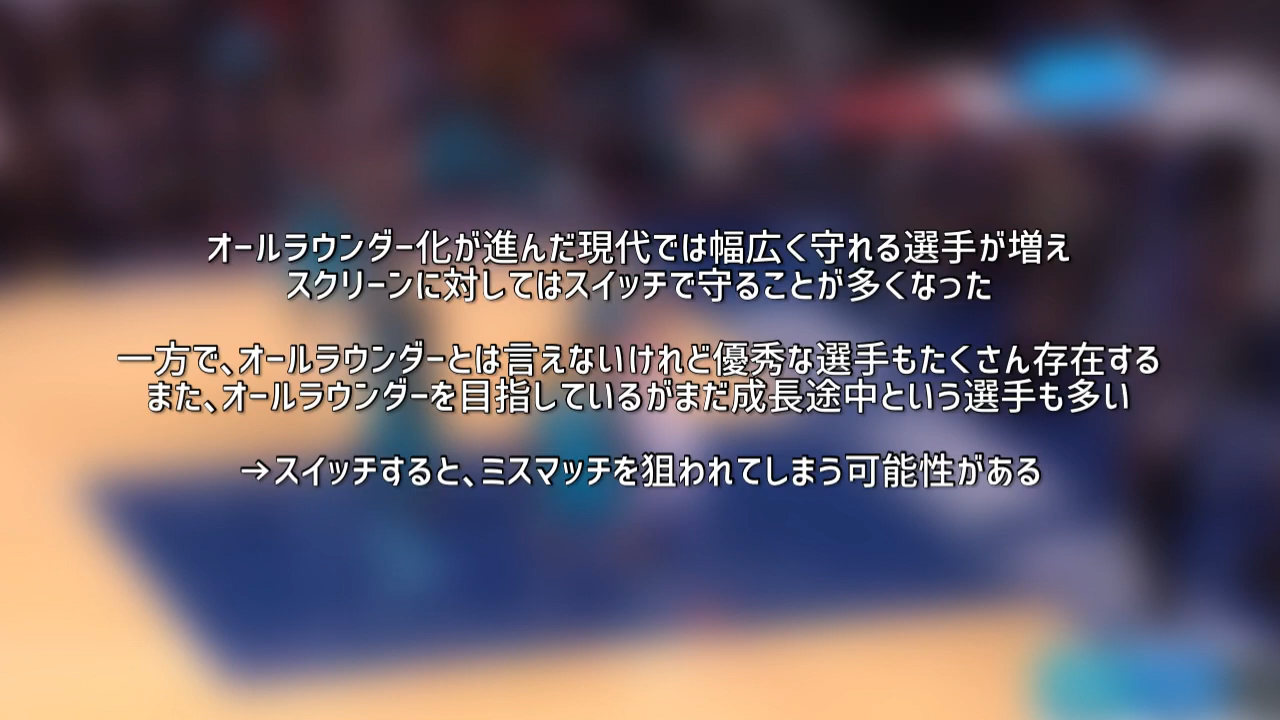 オールラウンダー化が進んだ現代では幅広く守れる選手が増え
スクリーンに対してはスイッチで守ることが多くなった
一方で、オールラウンダーとは言えないけれど優秀な選手もたくさん存在する
また、オールラウンダーを目指しているがまだ成長途中という選手も多い
→スイッチすると、ミスマッチを狙われてしまう可能性がある